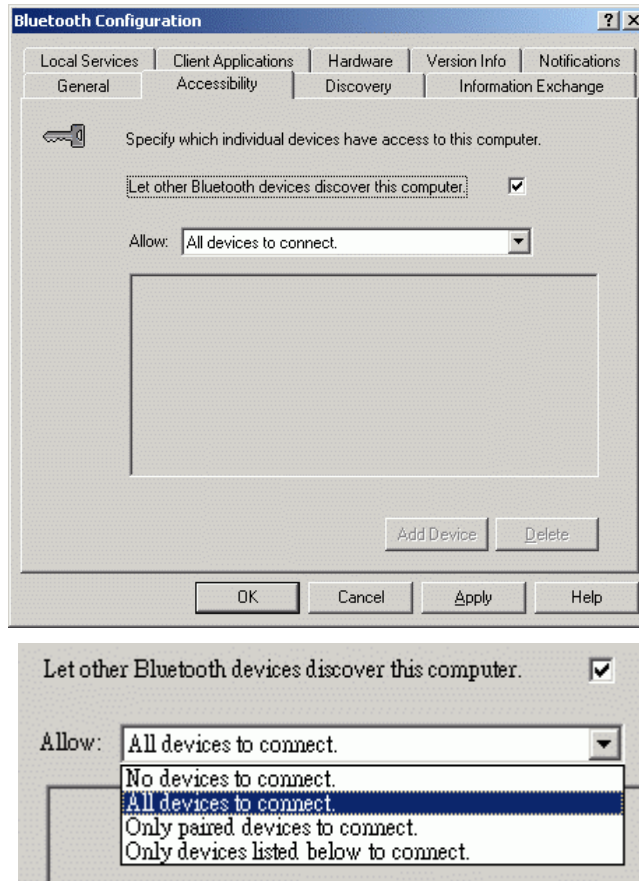 Bluetooth Configuration
Local Services Client Applications Hardware Version Info Notifications
General Accessibility Discovery Information Exchange
Specify which individual devices have access to this computer.
Let other Bluetooth devices discover this computer.
Allow: All devices to connect.
Add Device Delete
OK Cancel Apply Help
Let other Bluetooth devices discover this computer.
Allow: All devices to connect.
No devices to connect.
All devices to connect.
Only paired devices to connect.
Only devices listed below to connect.